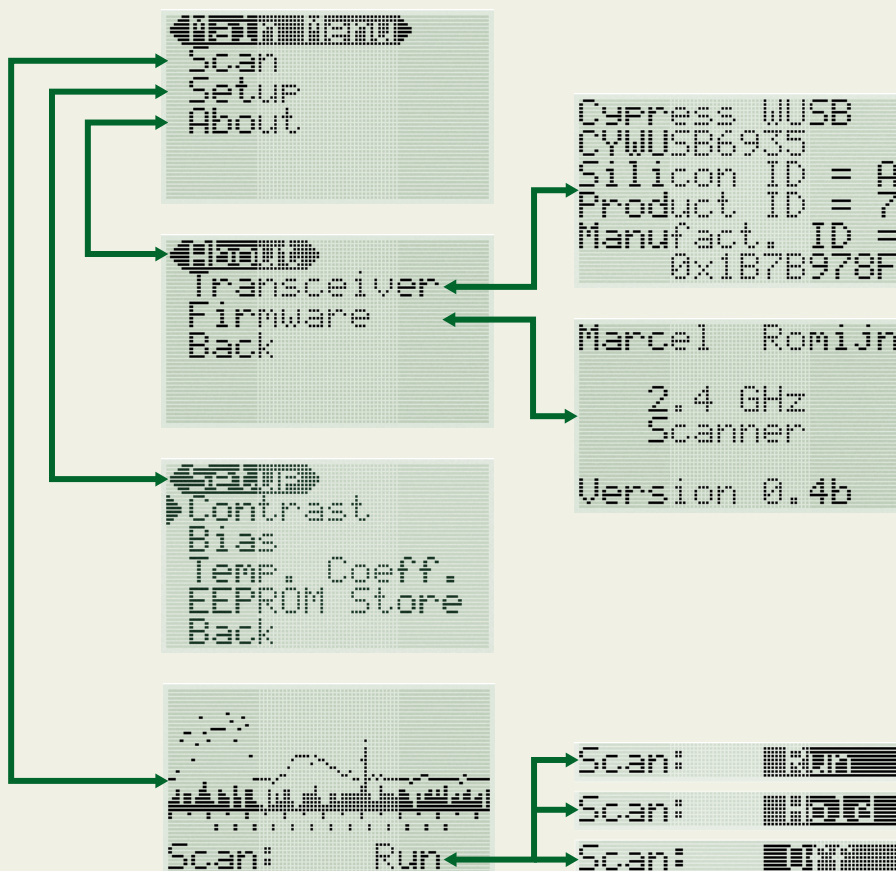 Main Menu
Scan
Setup
About
About
Transceiver
Firmware
Back
Setup
Contrast
Bias
Temp. Coeff.
EEPROM Store
Back
Scan: Run
Cypress WUSB
CYWUSB6935
Silicon ID = A
Product ID = 7
Manufact. ID =
0x1B7B978F
Marcel Romijn
2.4 GHz
Scanner
Version 0.4b
Scan: Run
Scan: Hold
Scan: Off